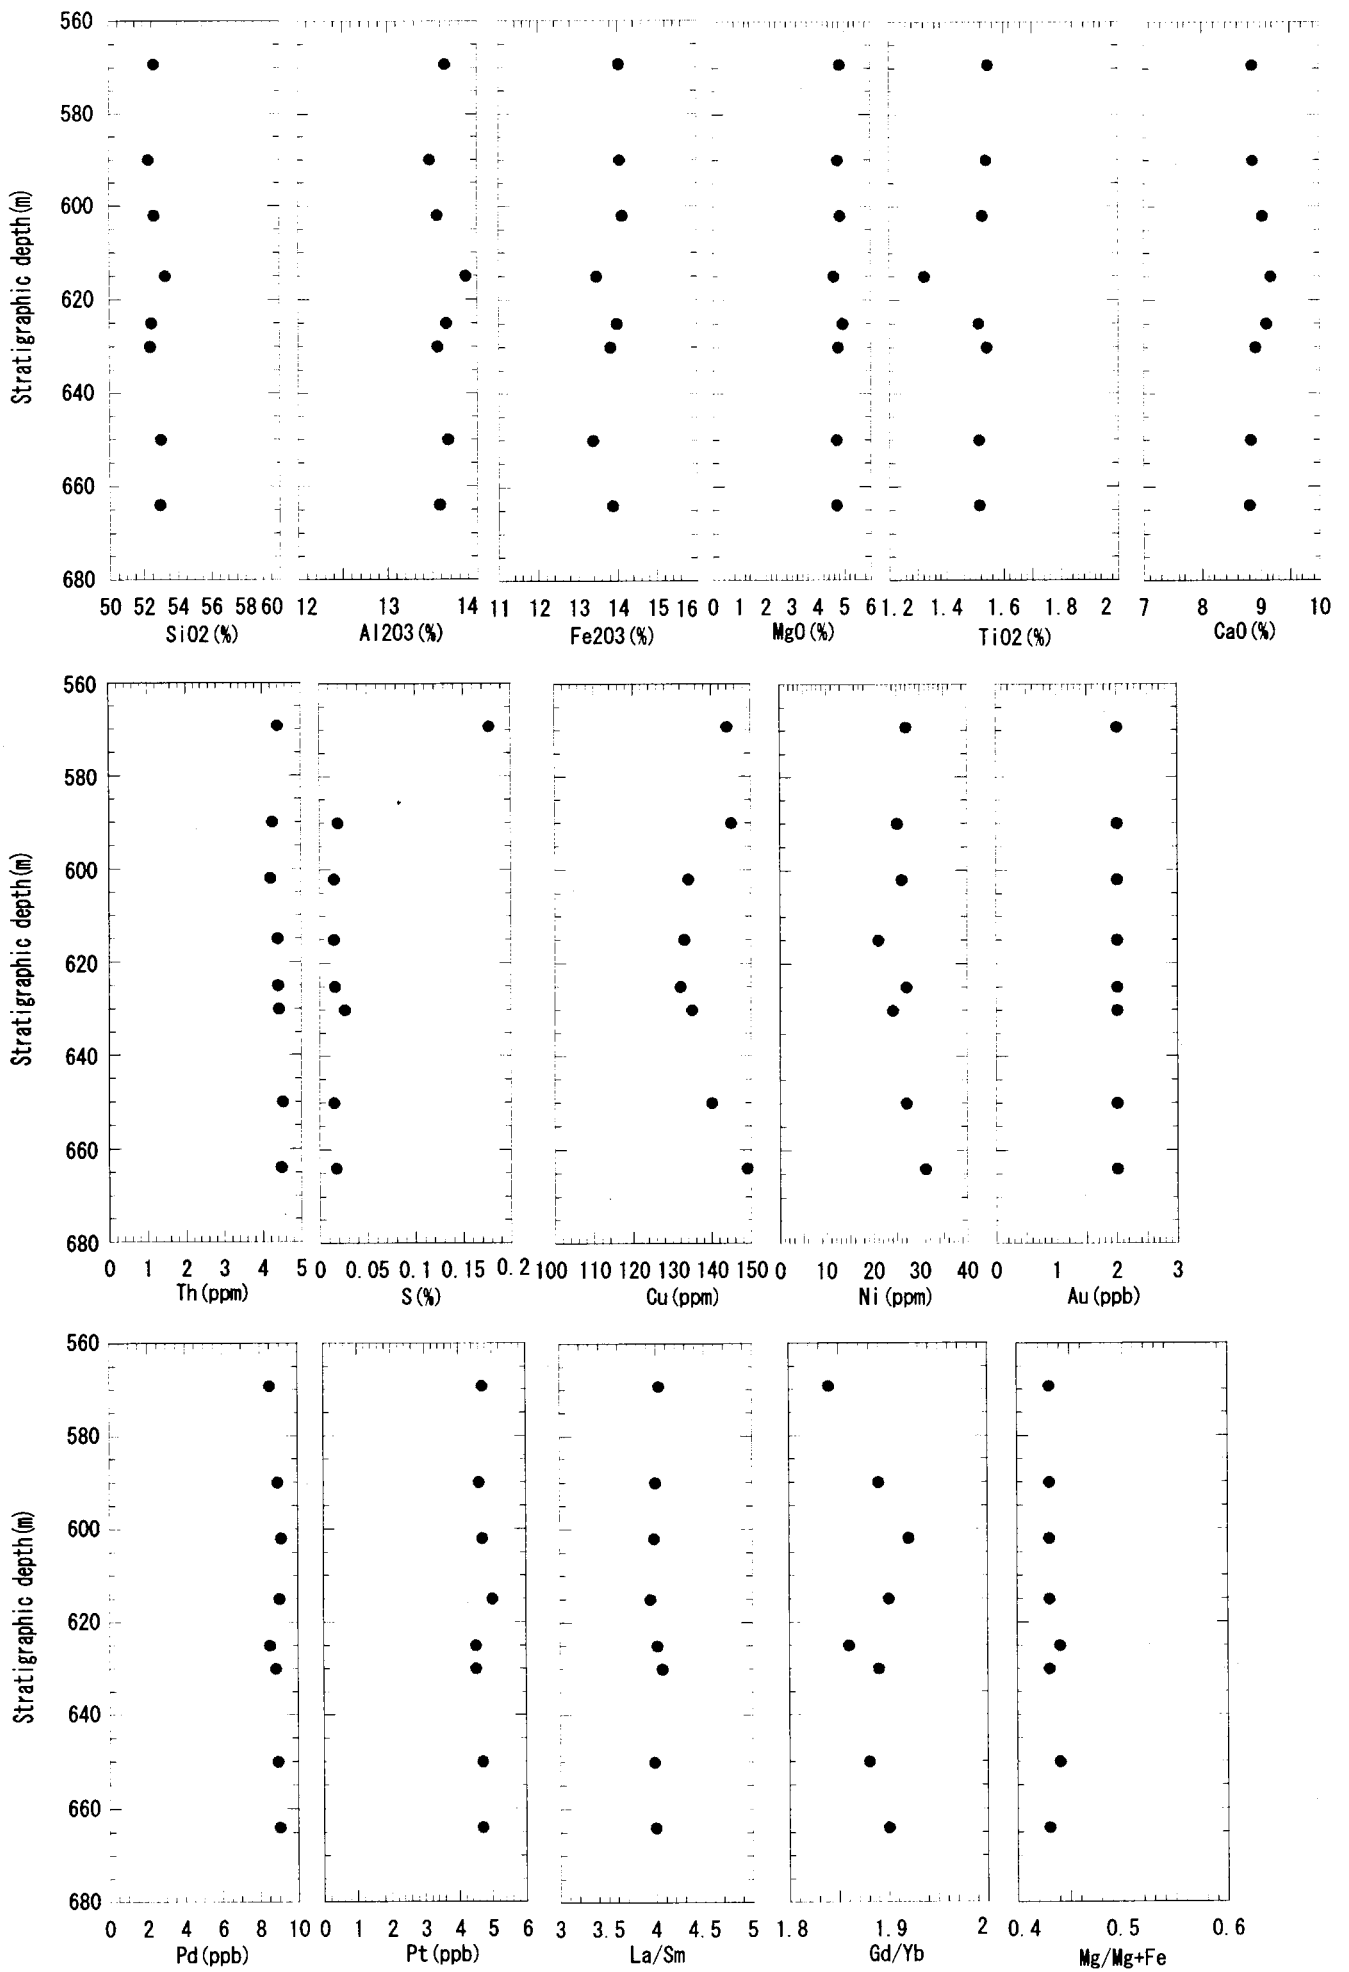 560
580
600
620
640
660
680
Stratigraphic depth(m)
50 52 54 56 58 60 12 13 14 11 12 13 14 15 16 0 1 2 3 4 5 6 1.2 1.4 1.6 1.8 2 7 8 9 10
SiO2(%) Al2O3(%) Fe2O3(%) MgO(%) TiO2(%) CaO(%)
560
580
600
620
640
660
680
Stratigraphic depth(m)
0 1 2 3 4 5 0 0.05 0.1 0.15 0.2 100 110 120 130 140 150 0 10 20 30 40 0 1 2 3
Th(ppm) S(%) Cu(ppm) Ni(ppm) Au(ppb)
560
580
600
620
640
660
680
Stratigraphic depth(m)
0 2 4 6 8 10 0 1 2 3 4 5 6 3 3.5 4 4.5 5 1.8 1.9 2 0.4 0.5 0.6
Pd(ppb) Pt(ppb) La/Sm Gd/Yb Mg/Mg+Fe